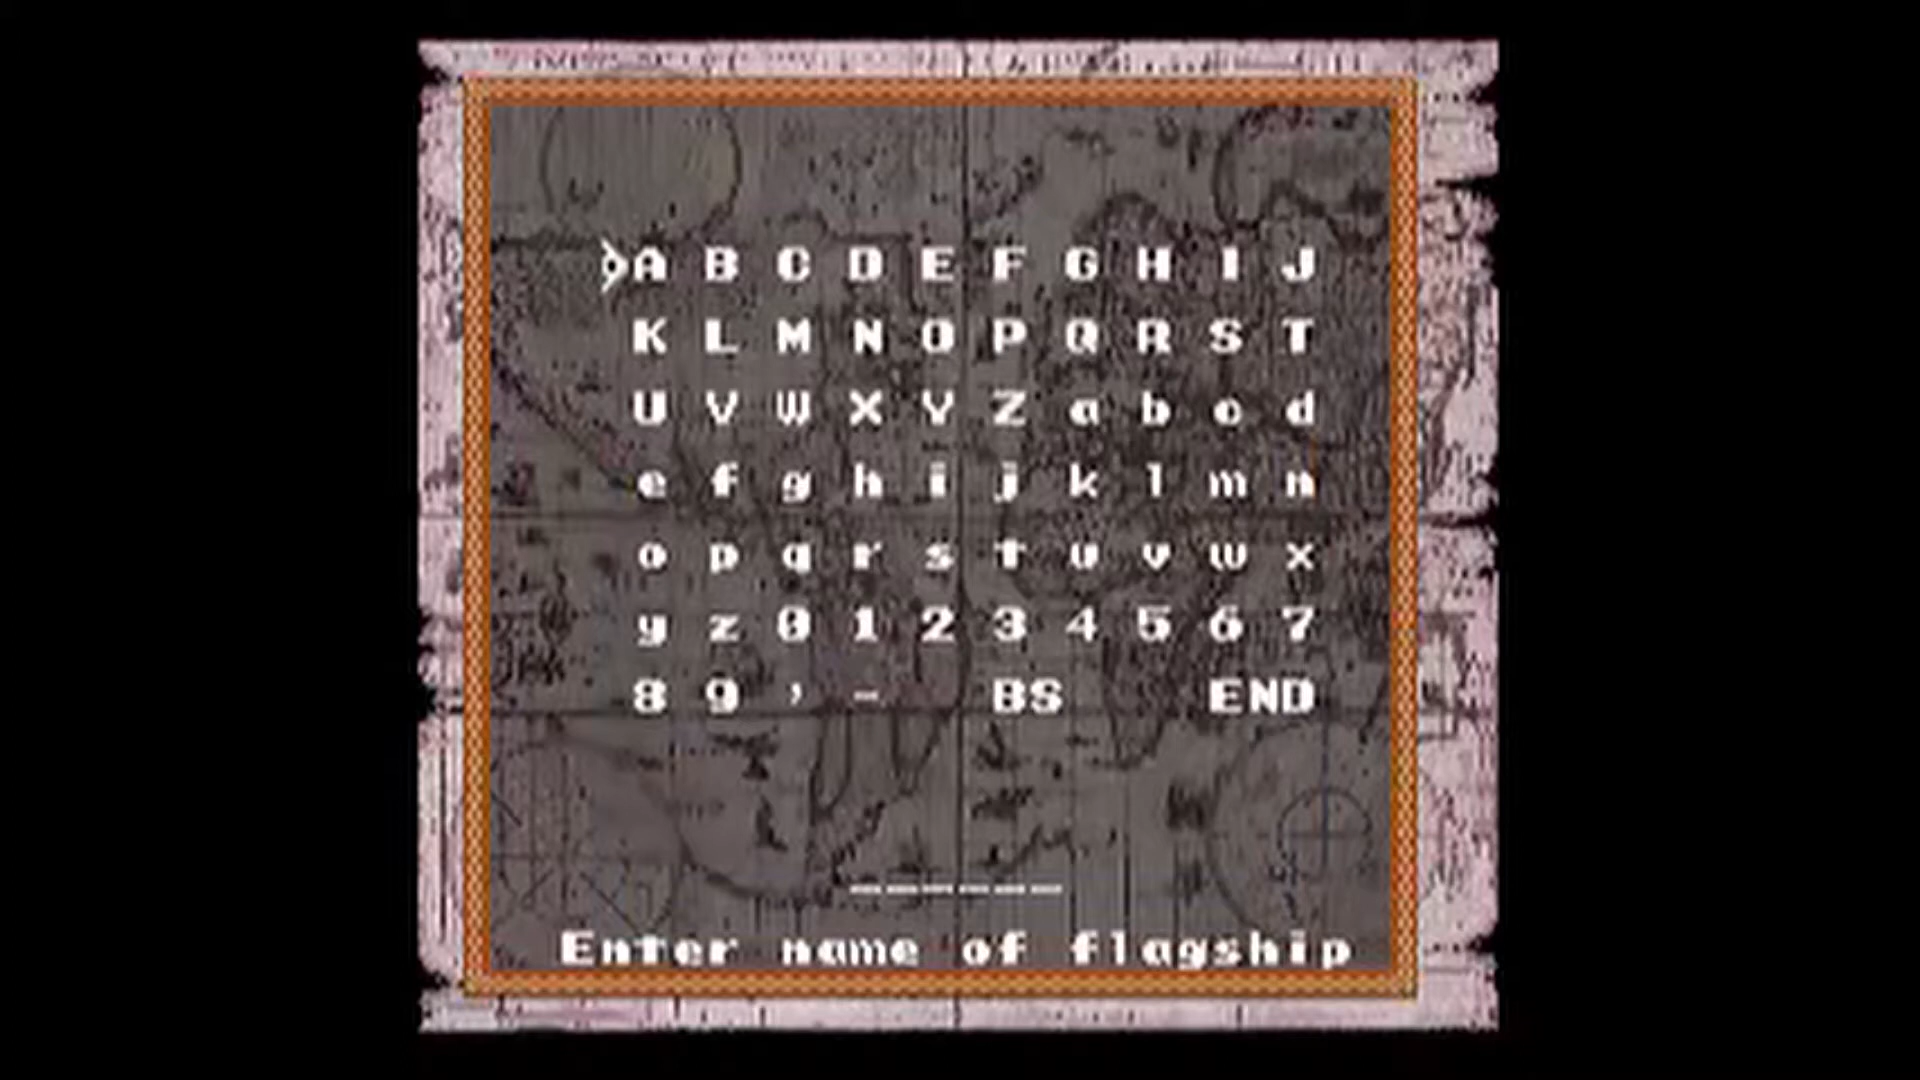 A B C D E F G H I J
K L M N O P Q R S T
U V W X Y Z a b c d
e f g h i j k l m n
o p q r s t u v w x
y z 0 1 2 3 4 5 6 7
8 9 ' - BS END
Enter name of flagship